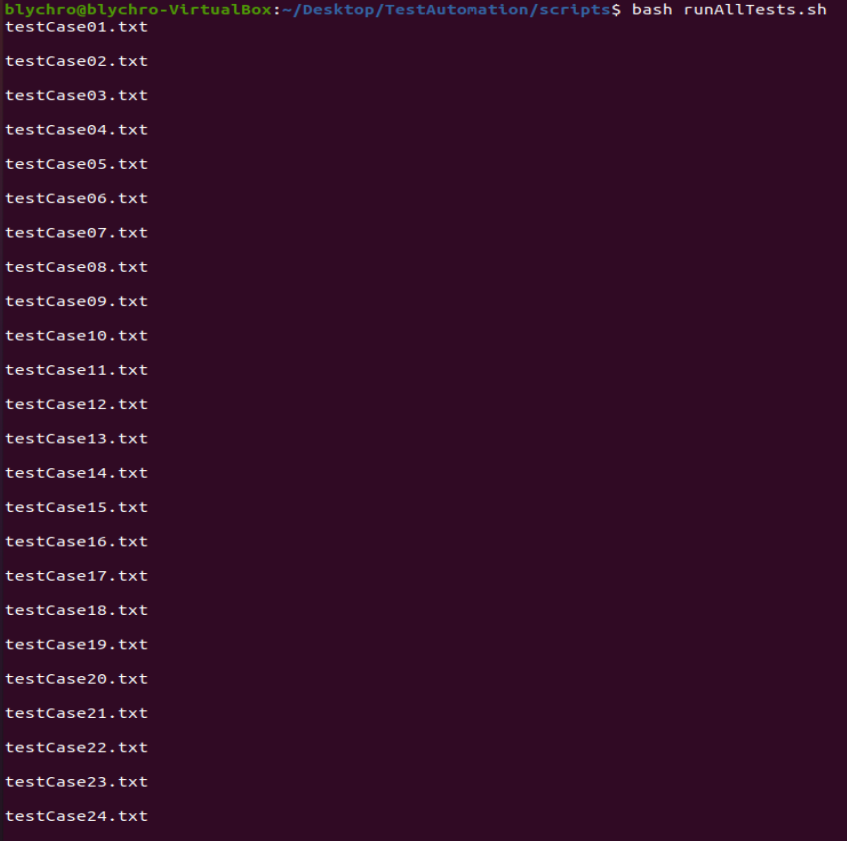 blychro@blychro-VirtualBox:~/Desktop/TestAutomation/scripts$ bash runAllTests.sh
testCase01.txt
testCase02.txt
testCase03.txt
testCase04.txt
testCase05.txt
testCase06.txt
testCase07.txt
testCase08.txt
testCase09.txt
testCase10.txt
testCase11.txt
testCase12.txt
testCase13.txt
testCase14.txt
testCase15.txt
testCase16.txt
testCase17.txt
testCase18.txt
testCase19.txt
testCase20.txt
testCase21.txt
testCase22.txt
testCase23.txt
testCase24.txt